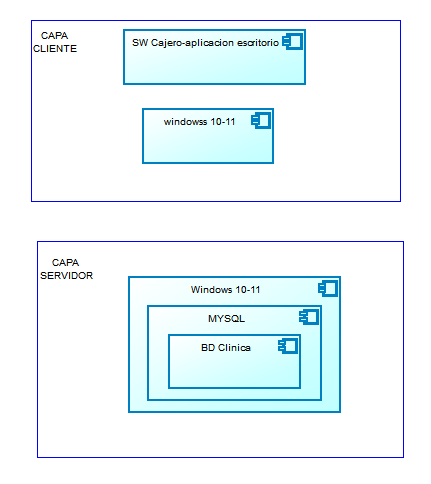 CAPA
CLIENTE
SW Cajero-aplicacion escritorio
windowss 10-11
CAPA
SERVIDOR
Windows 10-11
MYSQL
BD Clinica